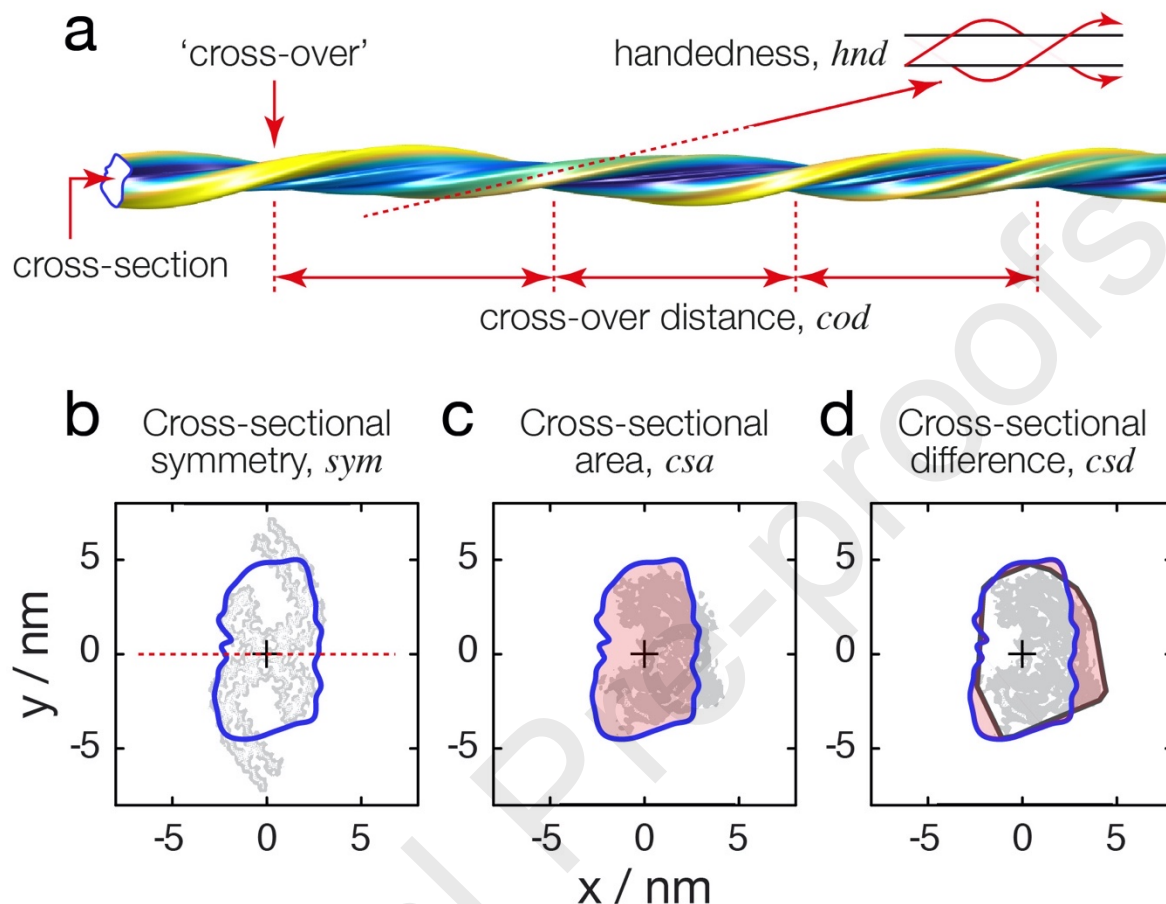 a
'cross-over'
handedness, hnd
cross-section
cross-over distance, cod
b
Cross-sectional
symmetry, sym
c
Cross-sectional
area, csa
d
Cross-sectional
difference, csd
y / nm
5
0
-5
-5 0 5
5
0
-5
-5 0 5
5
0
-5
-5 0 5
x / nm
Pre-proofs